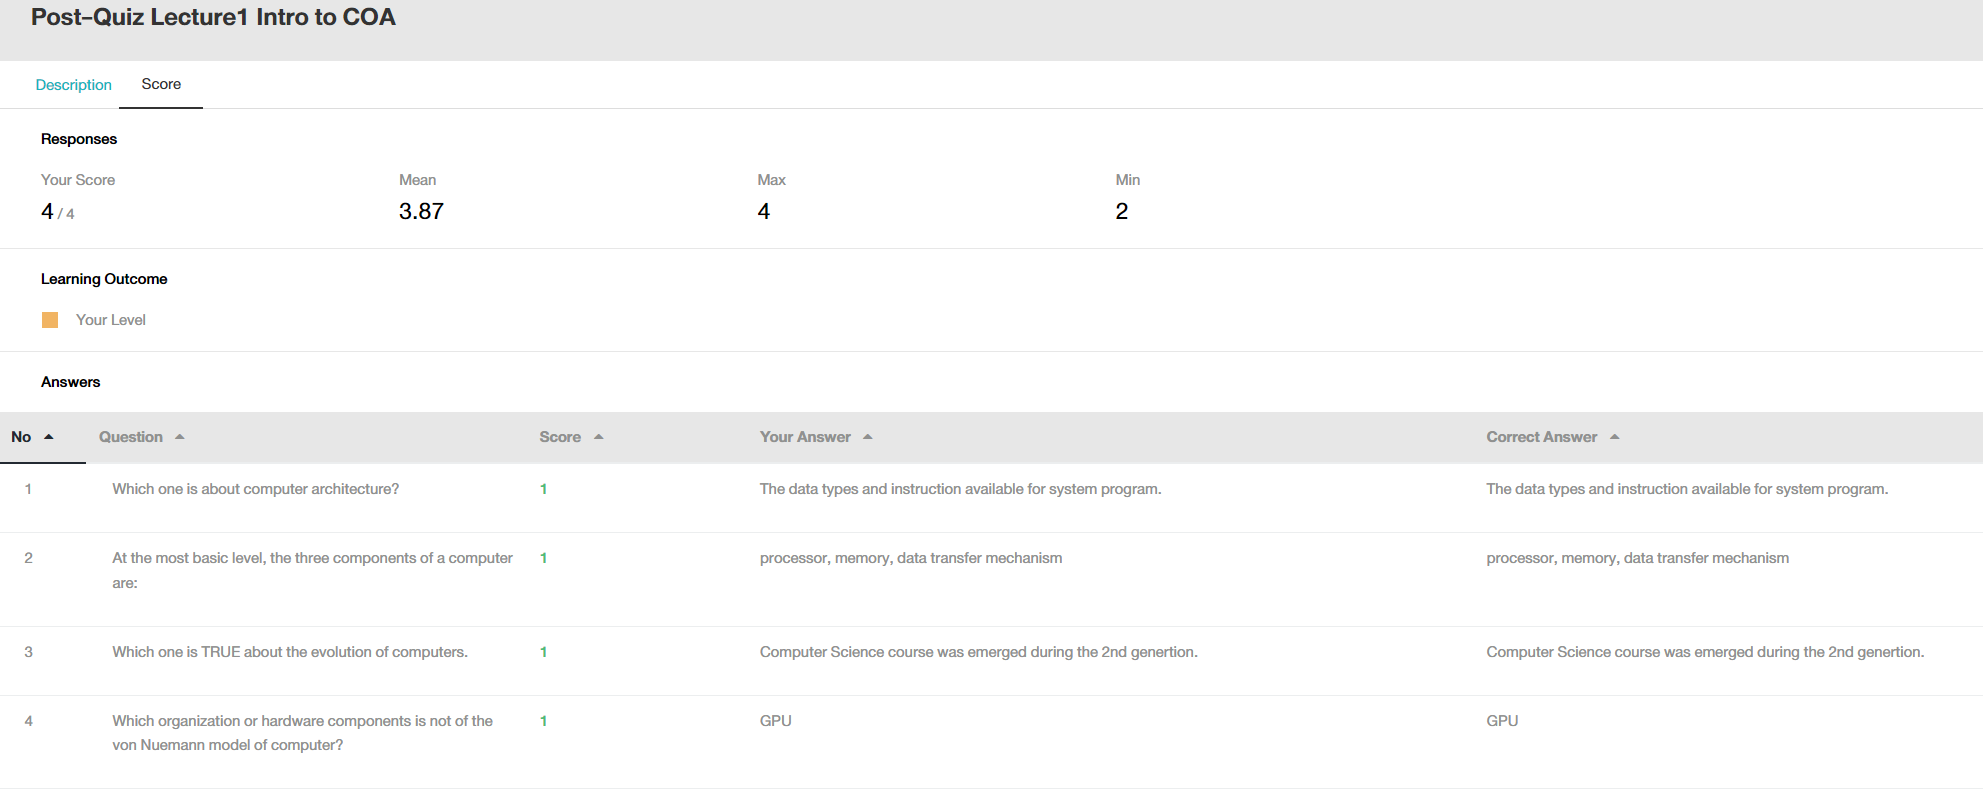 Post-Quiz Lecture1 Intro to COA
Description Score
Responses
Your Score Mean Max Min
4 / 4 3.87 4 2
Learning Outcome
Your Level
Answers
No Question Score Your Answer Correct Answer
1 Which one is about computer architecture? 1 The data types and instruction available for system program. The data types and instruction available for system program.
2 At the most basic level, the three components of a computer 1 processor, memory, data transfer mechanism processor, memory, data transfer mechanism
are:
3 Which one is TRUE about the evolution of computers. 1 Computer Science course was emerged during the 2nd genertion. Computer Science course was emerged during the 2nd genertion.
4 Which organization or hardware components is not of the 1 GPU GPU
von Nuemann model of computer?